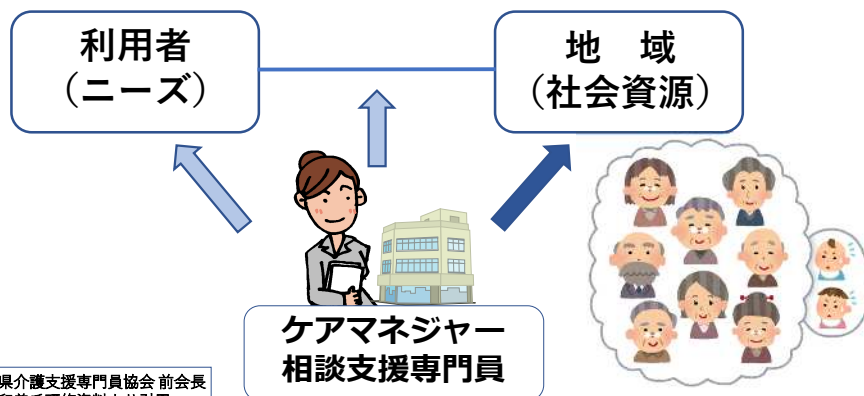 利用者
（ニーズ）
地　域
（社会資源）
ケアマネジャー
相談支援専門員
県介護支援専門員協会 前会長